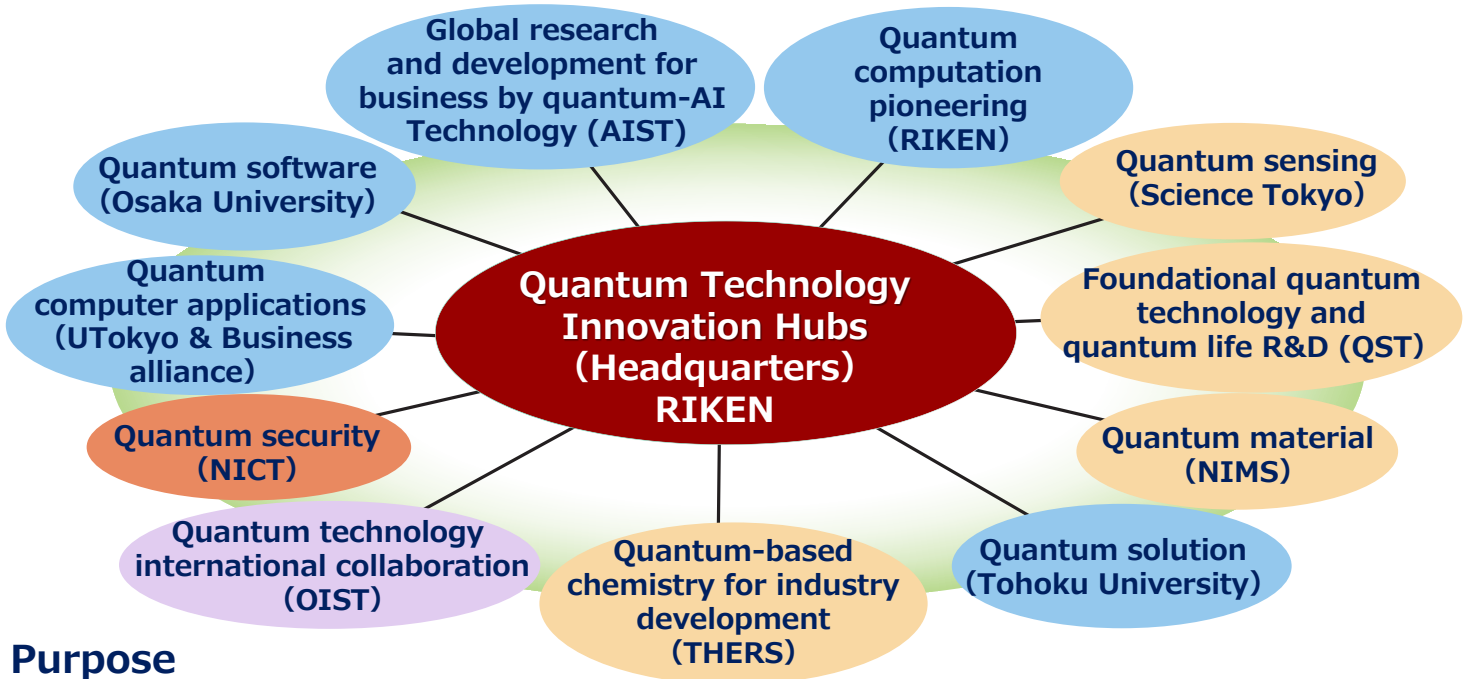 Global research
and development for
business by quantum-AI
Technology (AIST)
Quantum
computation
pioneering
(RIKEN)
Quantum software
(Osaka University)
Quantum sensing
(Science Tokyo)
Quantum
computer applications
(UTokyo & Business
alliance)
Quantum Technology
Innovation Hubs
(Headquarters)
RIKEN
Foundational quantum
technology and
quantum life R&D (QST)
Quantum security
(NICT)
Quantum material
(NIMS)
Quantum technology
international collaboration
(OIST)
Quantum-based
chemistry for industry
development
(THERS)
Quantum solution
(Tohoku University)
Purpose